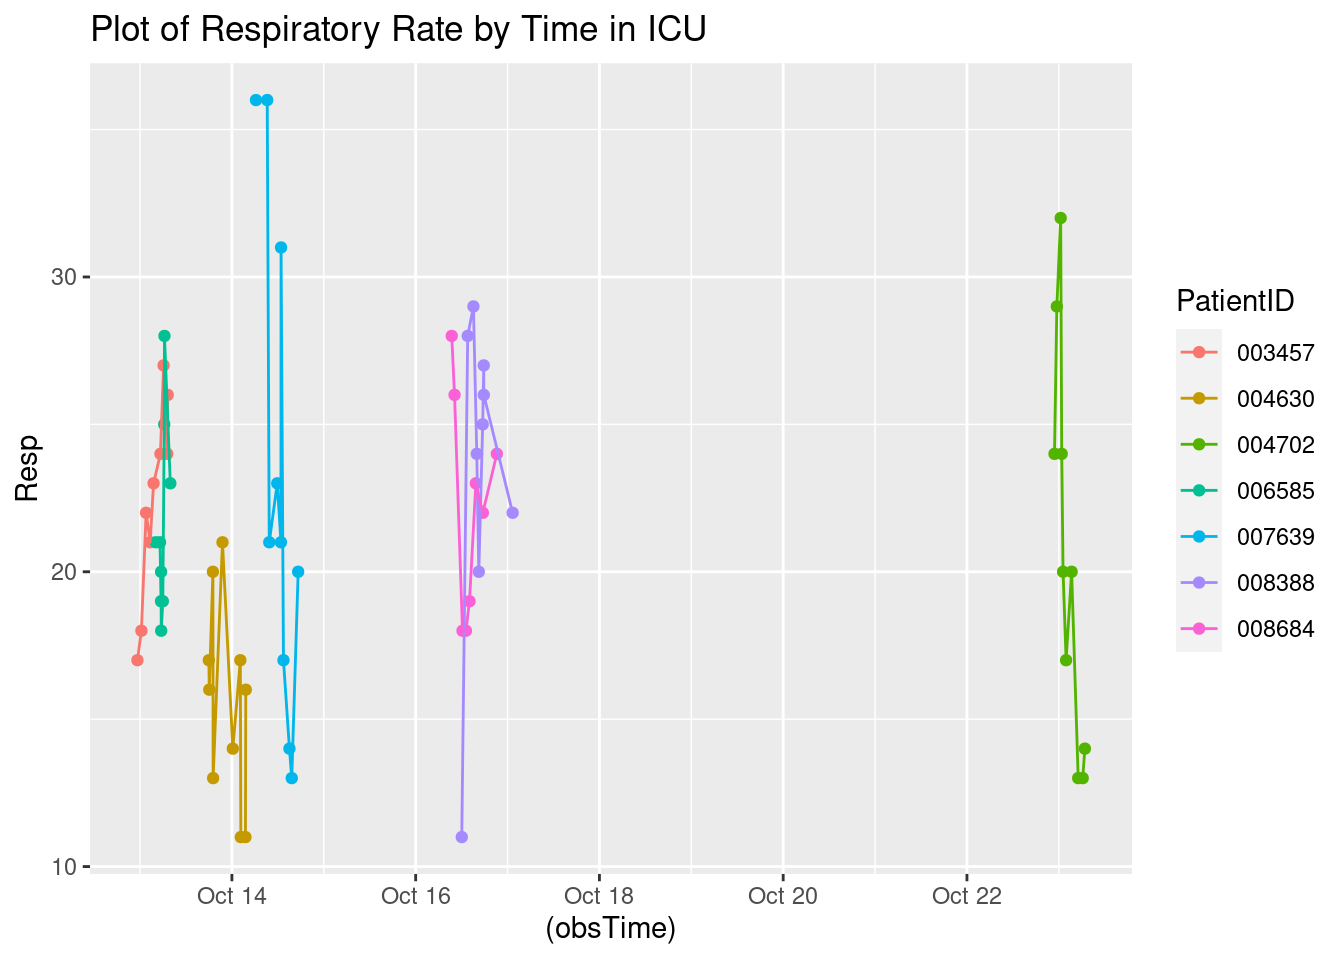 Plot of Respiratory Rate by Time in ICU
Resp
30
20
10
Oct 14
Oct 16
Oct 18
Oct 20
Oct 22
(obsTime)
PatientID
003457
004630
004702
006585
007639
008388
008684